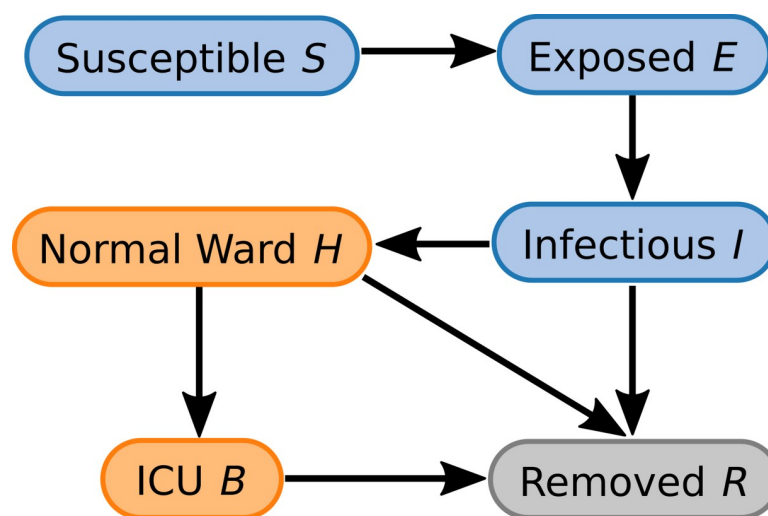 Susceptible S
Exposed E
Normal Ward H
Infectious I
ICU B
Removed R